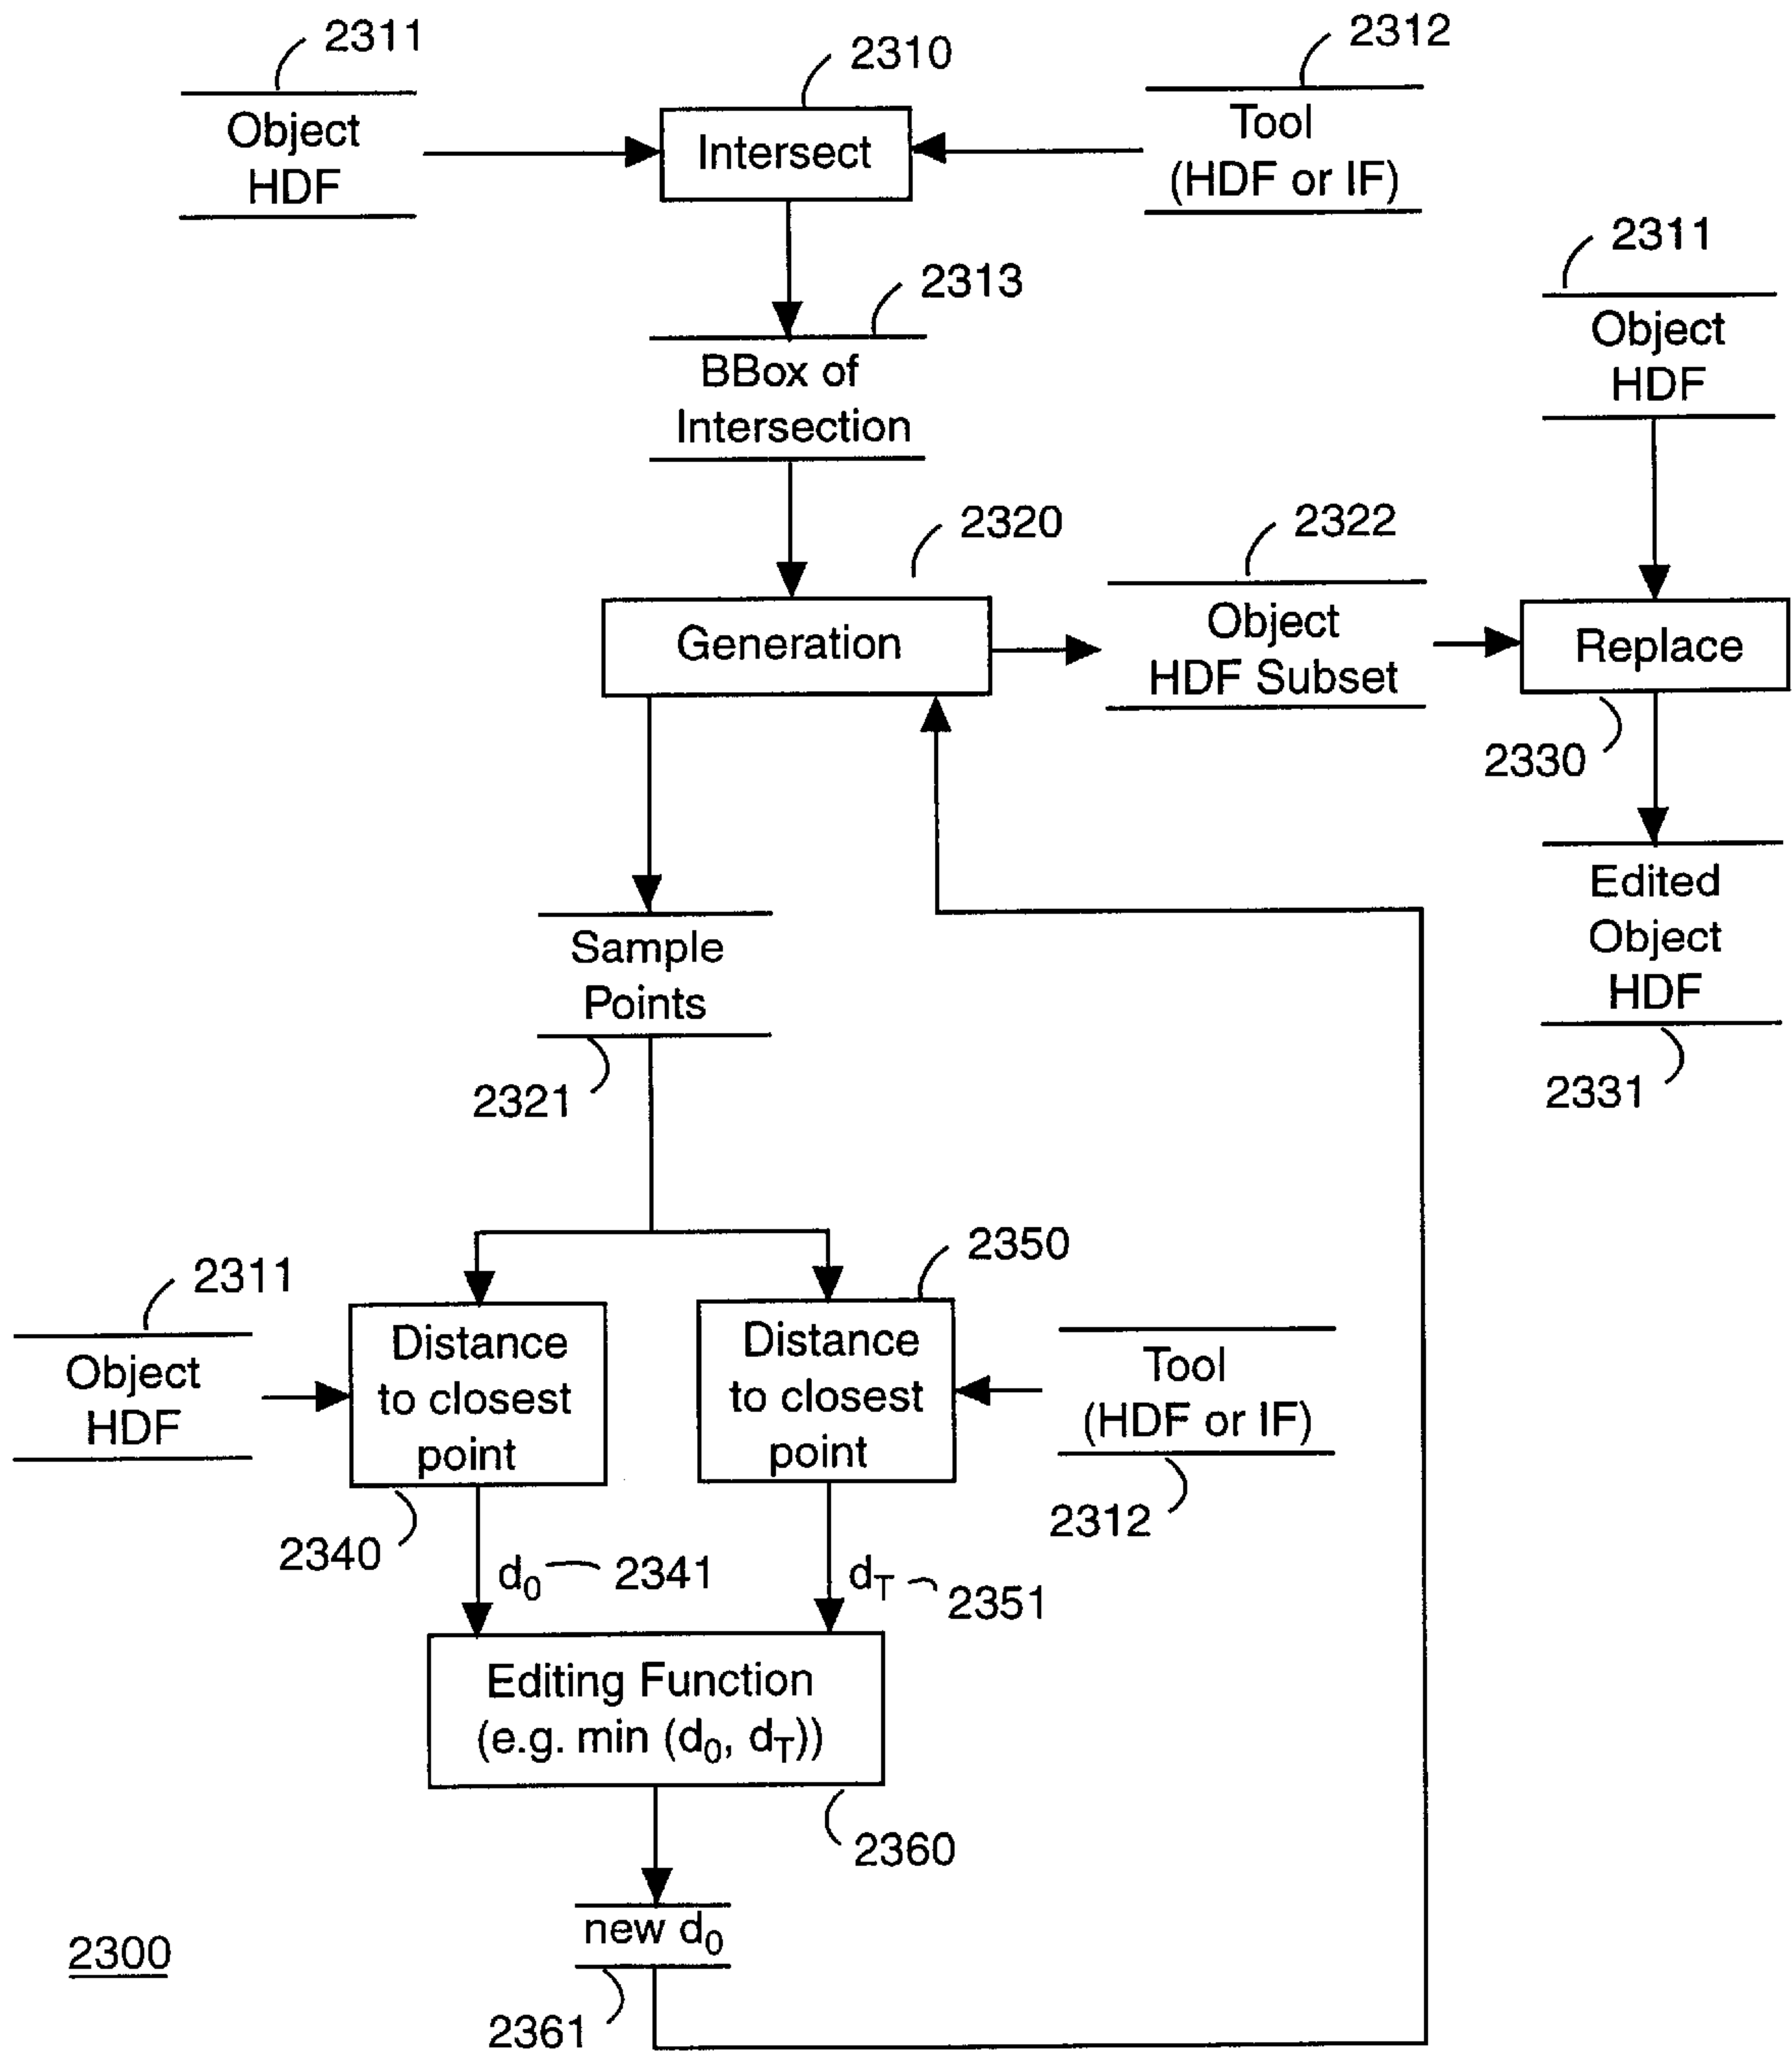 2311
2310
2312
Object
HDF
Intersect
Tool
(HDF or IF)
2313
2311
BBox of
Intersection
Object
HDF
2320
2322
Generation
Object
HDF Subset
Replace
2330
Sample
Points
Edited
Object
HDF
2321
2331
2311
2350
Object
HDF
Distance
to closest
point
Distance
to closest
point
Tool
(HDF or IF)
2340
2312
d0
2341
dT
2351
Editing Function
(e.g. min (d0, dT))
2360
new d0
2300
2361